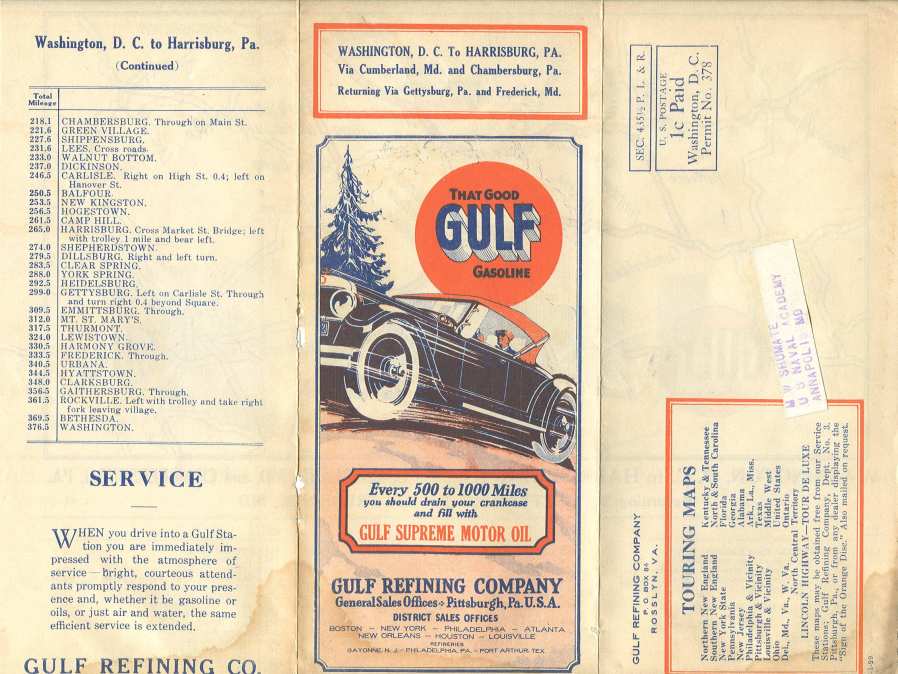 Washington, D. C. to Harrisburg, Pa.
(Continued)
Total
Mileage
218.1 CHAMBERSBURG. Through on Main St.
221.6 GREEN VILLAGE.
227.6 SHIPPENSBURG.
231.6 LEES. Cross roads.
233.0 WALNUT BOTTOM.
237.0 DICKINSON.
246.5 CARLISLE. Right on High St. 0.4; left on
Hanover St.
250.5 BALFOUR.
253.5 NEW KINGSTON.
256.5 HOGESTOWN.
261.5 CAMP HILL.
265.0 HARRISBURG. Cross Market St. Bridge; left
with trolley 1 mile and bear left.
274.0 SHEPHERDSTOWN.
279.5 DILLSBURG. Right and left turn.
283.5 CLEAR SPRING.
288.0 YORK SPRING.
292.5 HEIDELSBURG.
299.0 GETTYSBURG. Left on Carlisle St. Through
and turn right 0.4 beyond Square.
309.5 EMMITTSBURG. Through.
312.0 MT. ST. MARY'S.
317.5 THURMONT.
324.0 LEWISTOWN.
330.5 HARMONY GROVE.
333.5 FREDERICK. Through.
340.5 URBANA.
344.5 HYATTSTOWN.
348.0 CLARKSBURG.
356.5 GAITHERSBURG. Through.
361.5 ROCKVILLE. Left with trolley and take right
fork leaving village.
369.5 BETHESDA.
376.5 WASHINGTON.
SERVICE
WHEN you drive into a Gulf Sta-
tion you are immediately im-
pressed with the atmosphere of
service — bright, courteous attend-
ants promptly respond to your pres-
ence and, whether it be gasoline or
oils, or just air and water, the same
efficient service is extended.
GULF REFINING CO.
WASHINGTON, D. C. To HARRISBURG, PA.
Via Cumberland, Md. and Chambersburg, Pa.
Returning Via Gettysburg, Pa. and Frederick, Md.
THAT GOOD
GULF
GASOLINE
Every 500 to 1000 Miles
you should drain your crankcase
and fill with
GULF SUPREME MOTOR OIL
GULF REFINING COMPANY
General Sales Offices Pittsburgh, Pa. U.S.A.
DISTRICT SALES OFFICES
BOSTON — NEW YORK — PHILADELPHIA — ATLANTA
NEW ORLEANS — HOUSTON — LOUISVILLE
REFINERIES
BAYONNE, N. J. - PHILADELPHIA, PA. - PORT ARTHUR, TEX.
SEC. 435½ P. L. & R.
U. S. POSTAGE
1c Paid
Washington, D. C.
Permit No. 378
M W SHUMATE
U S NAVAL ACADEMY
ANNAPOLIS MD
GULF REFINING COMPANY
P. O. BOX 84
ROSSLYN, VA.
TOURING MAPS
Northern New England Kentucky & Tennessee
Southern New England North & South Carolina
New York State Florida
Pennsylvania Georgia
New Jersey Alabama
Philadelphia & Vicinity Ark., La., Miss.
Pittsburgh & Vicinity Texas
Louisville & Vicinity Middle West
Ohio United States
Del., Md., Va., W. Va. Ontario
North Central Territory
LINCOLN HIGHWAY—TOUR DE LUXE
These maps may be obtained free from our Service
Stations; Gulf Refining Company, Dept. No. 3,
Pittsburgh, Pa., or from any dealer displaying the
"Sign of the Orange Disc." Also mailed on request.